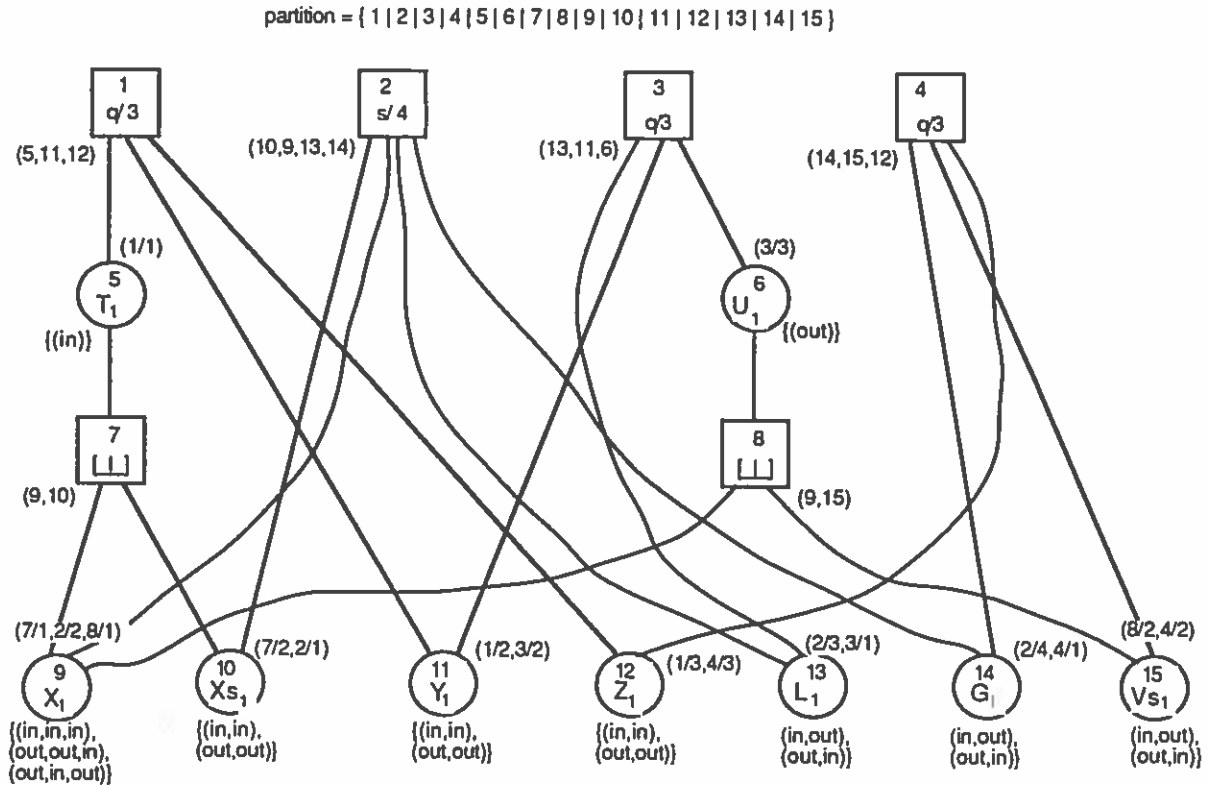 partition = { 1 | 2 | 3 | 4 | 5 | 6 | 7 | 8 | 9 | 10 | 11 | 12 | 13 | 14 | 15 }
1 2 3 4
q/3 s/4 q/3 q/3
(5,11,12) (10,9,13,14) (13,11,6) (14,15,12)
(1/1) (3/3)
5 6
T1 U1
{(in)} {(out)}
7 8
[_|_] [_|_]
(9,10) (9,15)
(7/1,2/2,8/1) (7/2,2/1) (1/2,3/2) (1/3,4/3) (2/3,3/1) (2/4,4/1) (8/2,4/2)
9 10 11 12 13 14 15
X1 Xs1 Y1 Z1 L1 G1 Vs1
{(in,in,in), {(in,in), {(in,in), {(in,in), (in,out), (in,out), (in,out),
(out,out,in), (out,out)} (out,out)} (out,out)} (out,in)} (out,in)} (out,in)}
(out,in,out)}